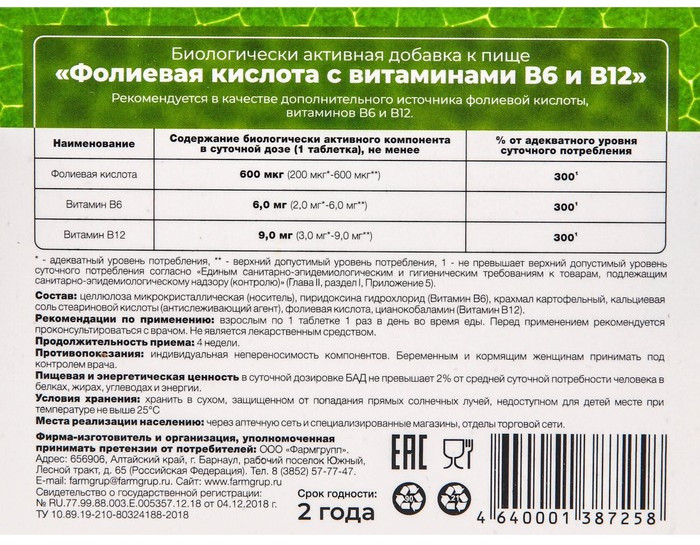 Биологически активная добавка к пище
«Фолиевая кислота с витаминами В6 и В12»
Рекомендуется в качестве дополнительного источника фолиевой кислоты,
витаминов В6 и В12.
Наименование
Содержание биологически активного компонента
в суточной дозе (1 таблетка), не менее
% от адекватного уровня
суточного потребления
Фолиевая кислота 600 мкг (200 мкг*-600 мкг**) 300¹
Витамин В6 6,0 мг (2,0 мг*-6,0 мг**) 300¹
Витамин В12 9,0 мг (3,0 мкг*-9,0 мкг**) 300¹
* - адекватный уровень потребления, ** - верхний допустимый уровень потребления, 1 - не превышает верхний допустимый уровень
суточного потребления согласно «Единым санитарно-эпидемиологическим и гигиеническим требованиям к товарам, подлежащим
санитарно-эпидемиологическому надзору (контролю)» (Глава II, раздел I, Приложение 5).
Состав: целлюлоза микрокристаллическая (носитель), пиридоксина гидрохлорид (Витамин В6), крахмал картофельный, кальциевая
соль стеариновой кислоты (антислеживающий агент), фолиевая кислота, цианокобаламин (Витамин В12).
Рекомендации по применению: взрослым по 1 таблетке 1 раз в день во время еды. Перед применением рекомендуется
проконсультироваться с врачом. Не является лекарственным средством.
Продолжительность приема: 4 недели.
Противопоказания: индивидуальная непереносимость компонентов. Беременным и кормящим женщинам принимать под
контролем врача.
Пищевая и энергетическая ценность в суточной дозировке БАД не превышает 2% от средней суточной потребности человека в
белках, жирах, углеводах и энергии.
Условия хранения: хранить в сухом, защищенном от попадания прямых солнечных лучей, недоступном для детей месте при
температуре не выше 25°С
Места реализации населению: через аптечную сеть и специализированные магазины, отделы торговой сети.
Фирма-изготовитель и организация, уполномоченная
принимать претензии от потребителей: ООО «Фармгрупп».
Адрес: 656906, Алтайский край, г. Барнаул, рабочий поселок Южный,
Лесной тракт, д. 65 (Российская Федерация). Тел. 8 (3852) 57-77-47.
E-mail: farmgrup@farmgrup.ru. Сайт: www.farmgrup.ru
Свидетельство о государственной регистрации:
№ RU.77.99.88.003.Е.005357.12.18 от 04.12.2018 г.
ТУ 10.89.19-210-80324188-2018
EAC
Срок годности:
2 года
90
21
4 640001 387258